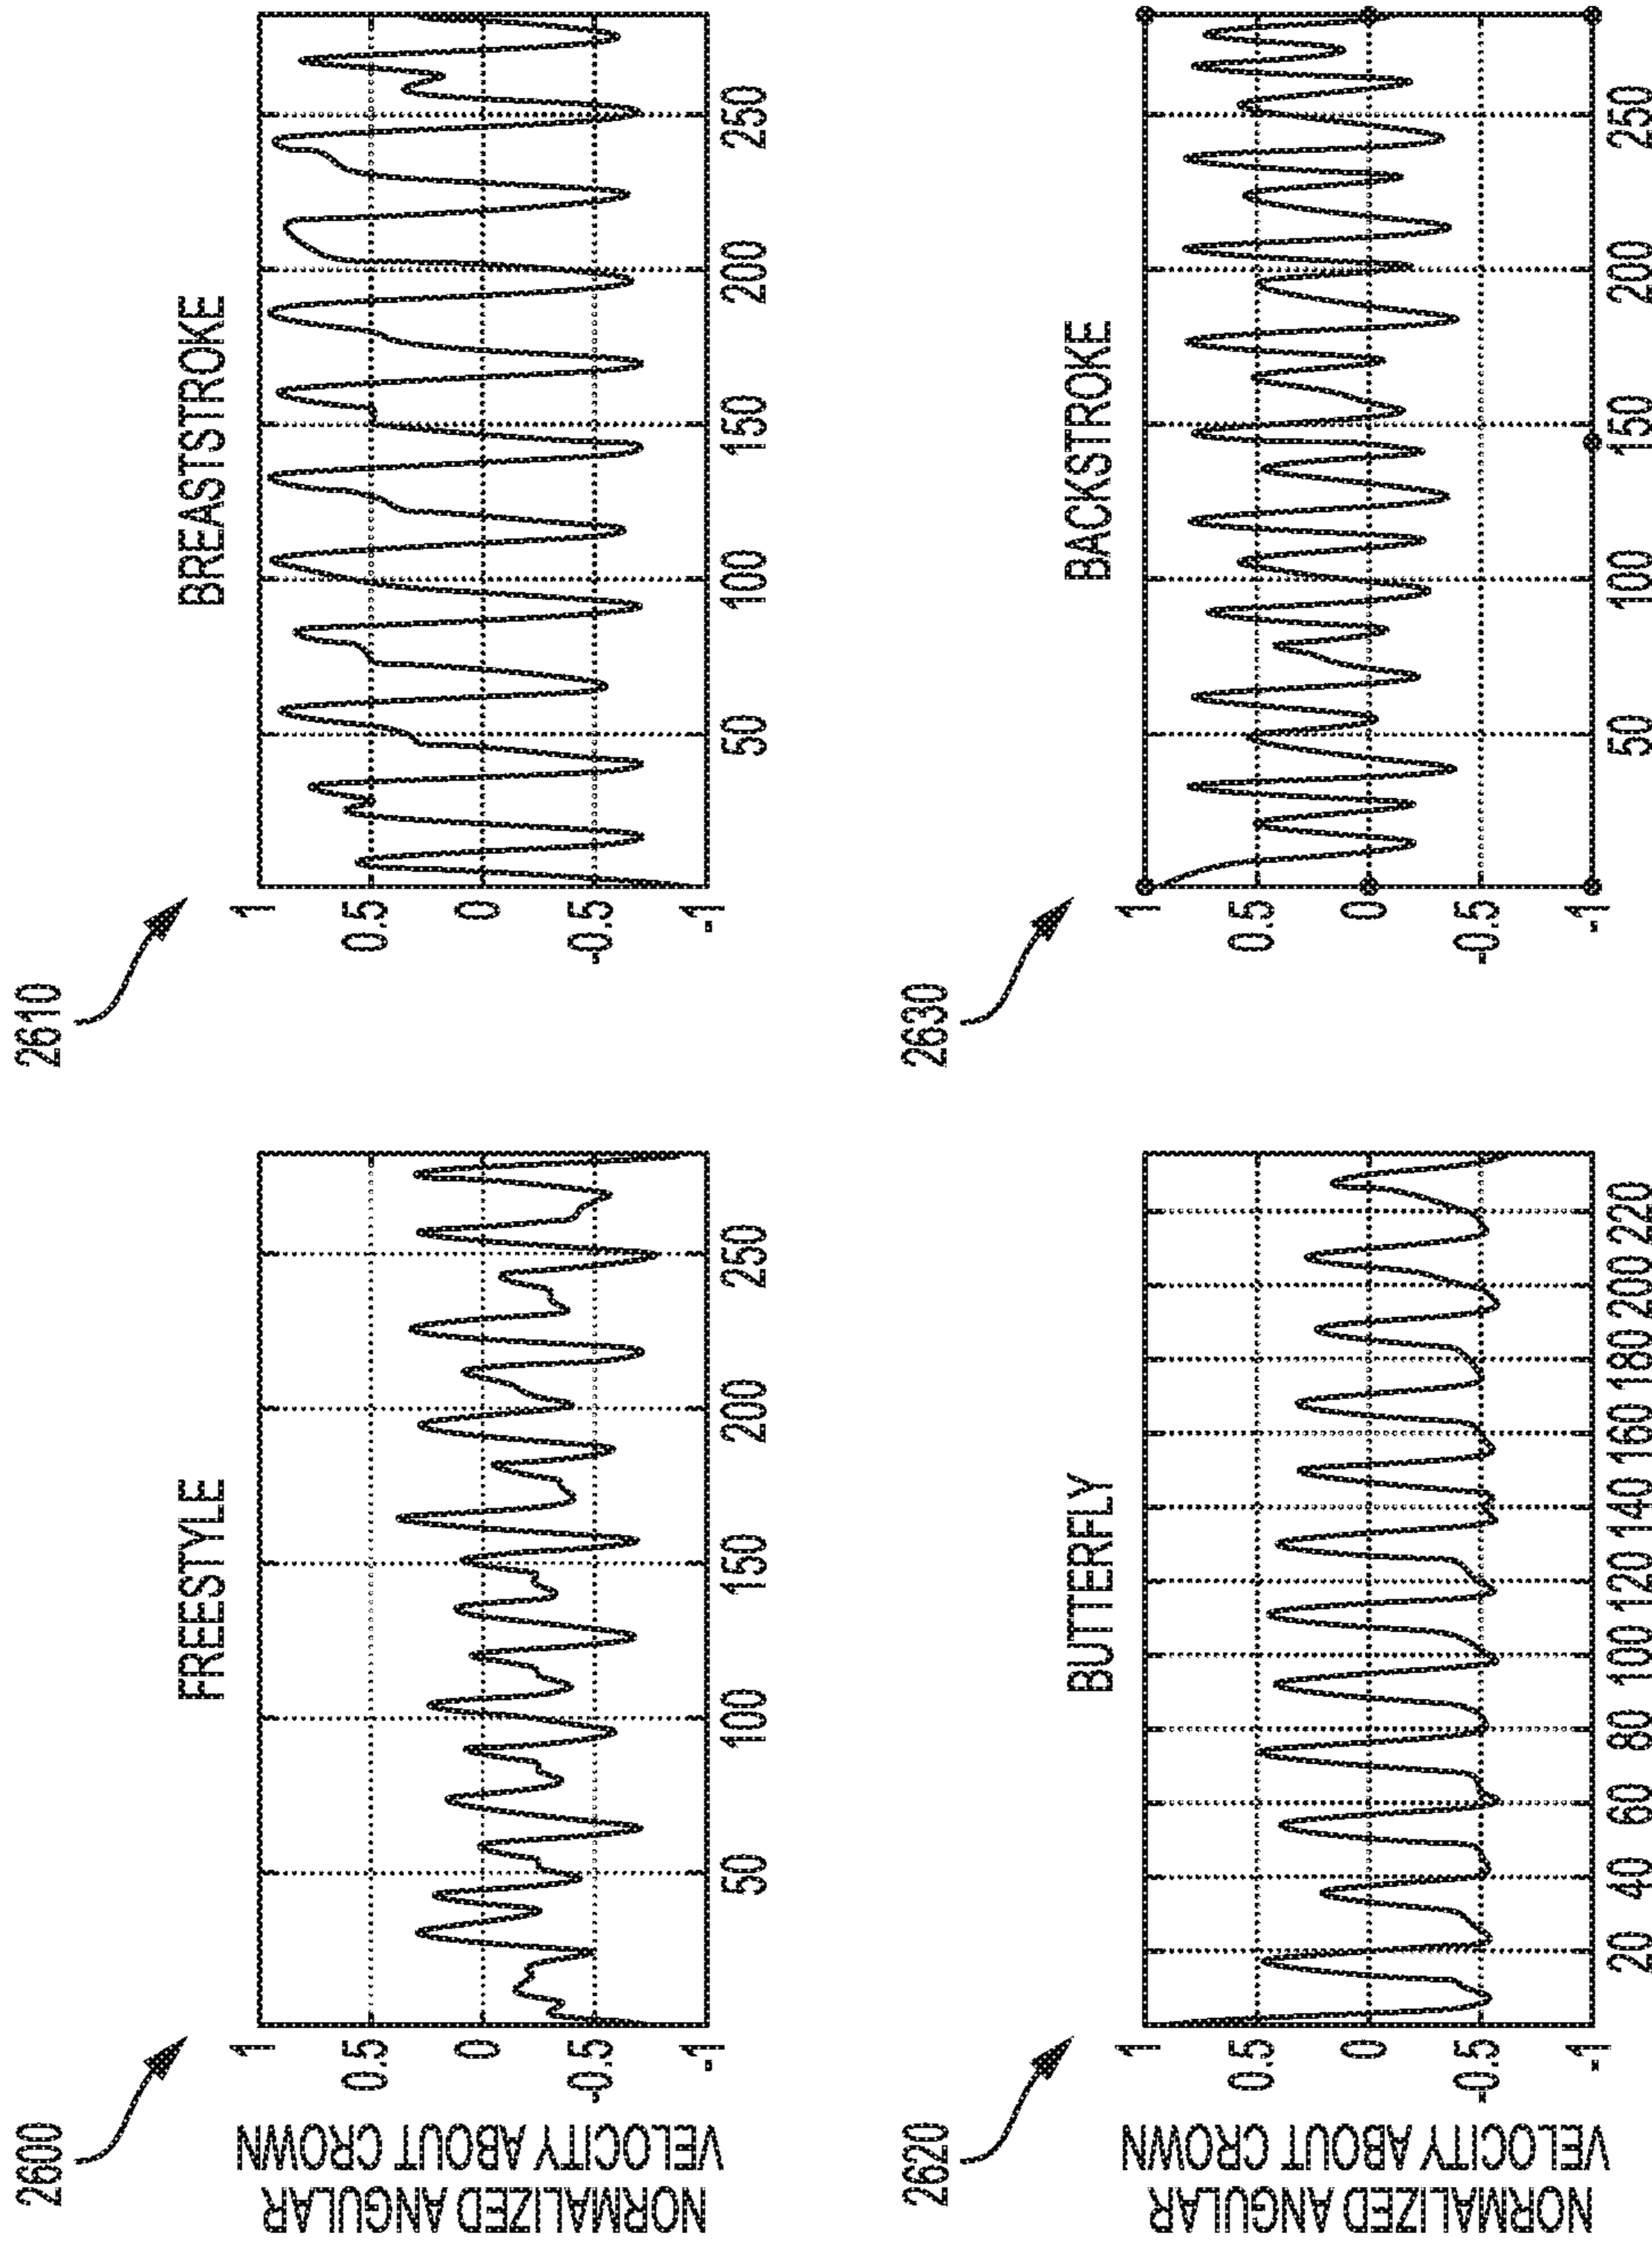 2600
FREESTYLE
NORMALIZED ANGULAR
VELOCITY ABOUT CROWN
1
0.5
0
-0.5
-1
50 100 150 200 250
2610
BREASTSTROKE
1
0.5
0
-0.5
-1
50 100 150 200 250
2620
BUTTERFLY
NORMALIZED ANGULAR
VELOCITY ABOUT CROWN
1
0.5
0
-0.5
-1
20 40 60 80 100 120 140 160 180 200 220
2630
BACKSTROKE
1
0.5
0
-0.5
-1
50 100 150 200 250